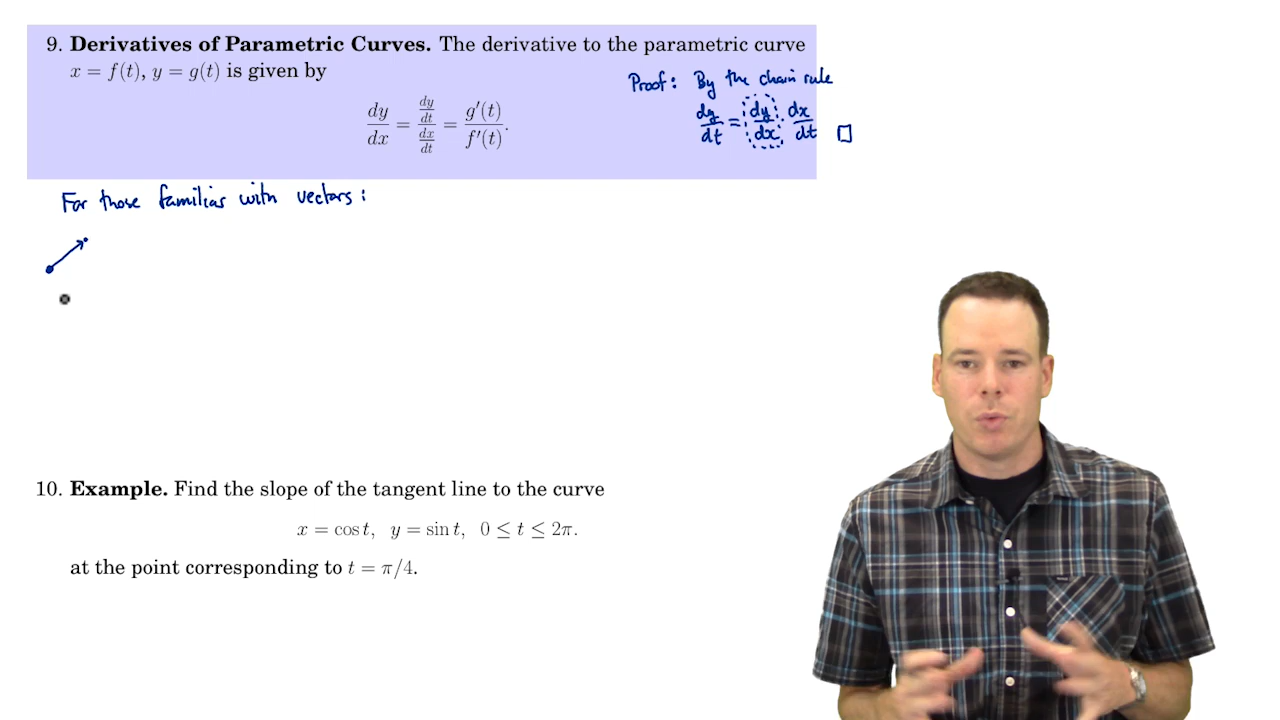 9. Derivatives of Parametric Curves. The derivative to the parametric curve
x = f(t), y = g(t) is given by
dy/dx = (dy/dt)/(dx/dt) = g′(t)/f′(t).
Proof: By the chain rule
dy/dt = dy/dx · dx/dt □
For those familiar with vectors:
10. Example. Find the slope of the tangent line to the curve
x = cos t, y = sin t, 0 ≤ t ≤ 2π.
at the point corresponding to t = π/4.